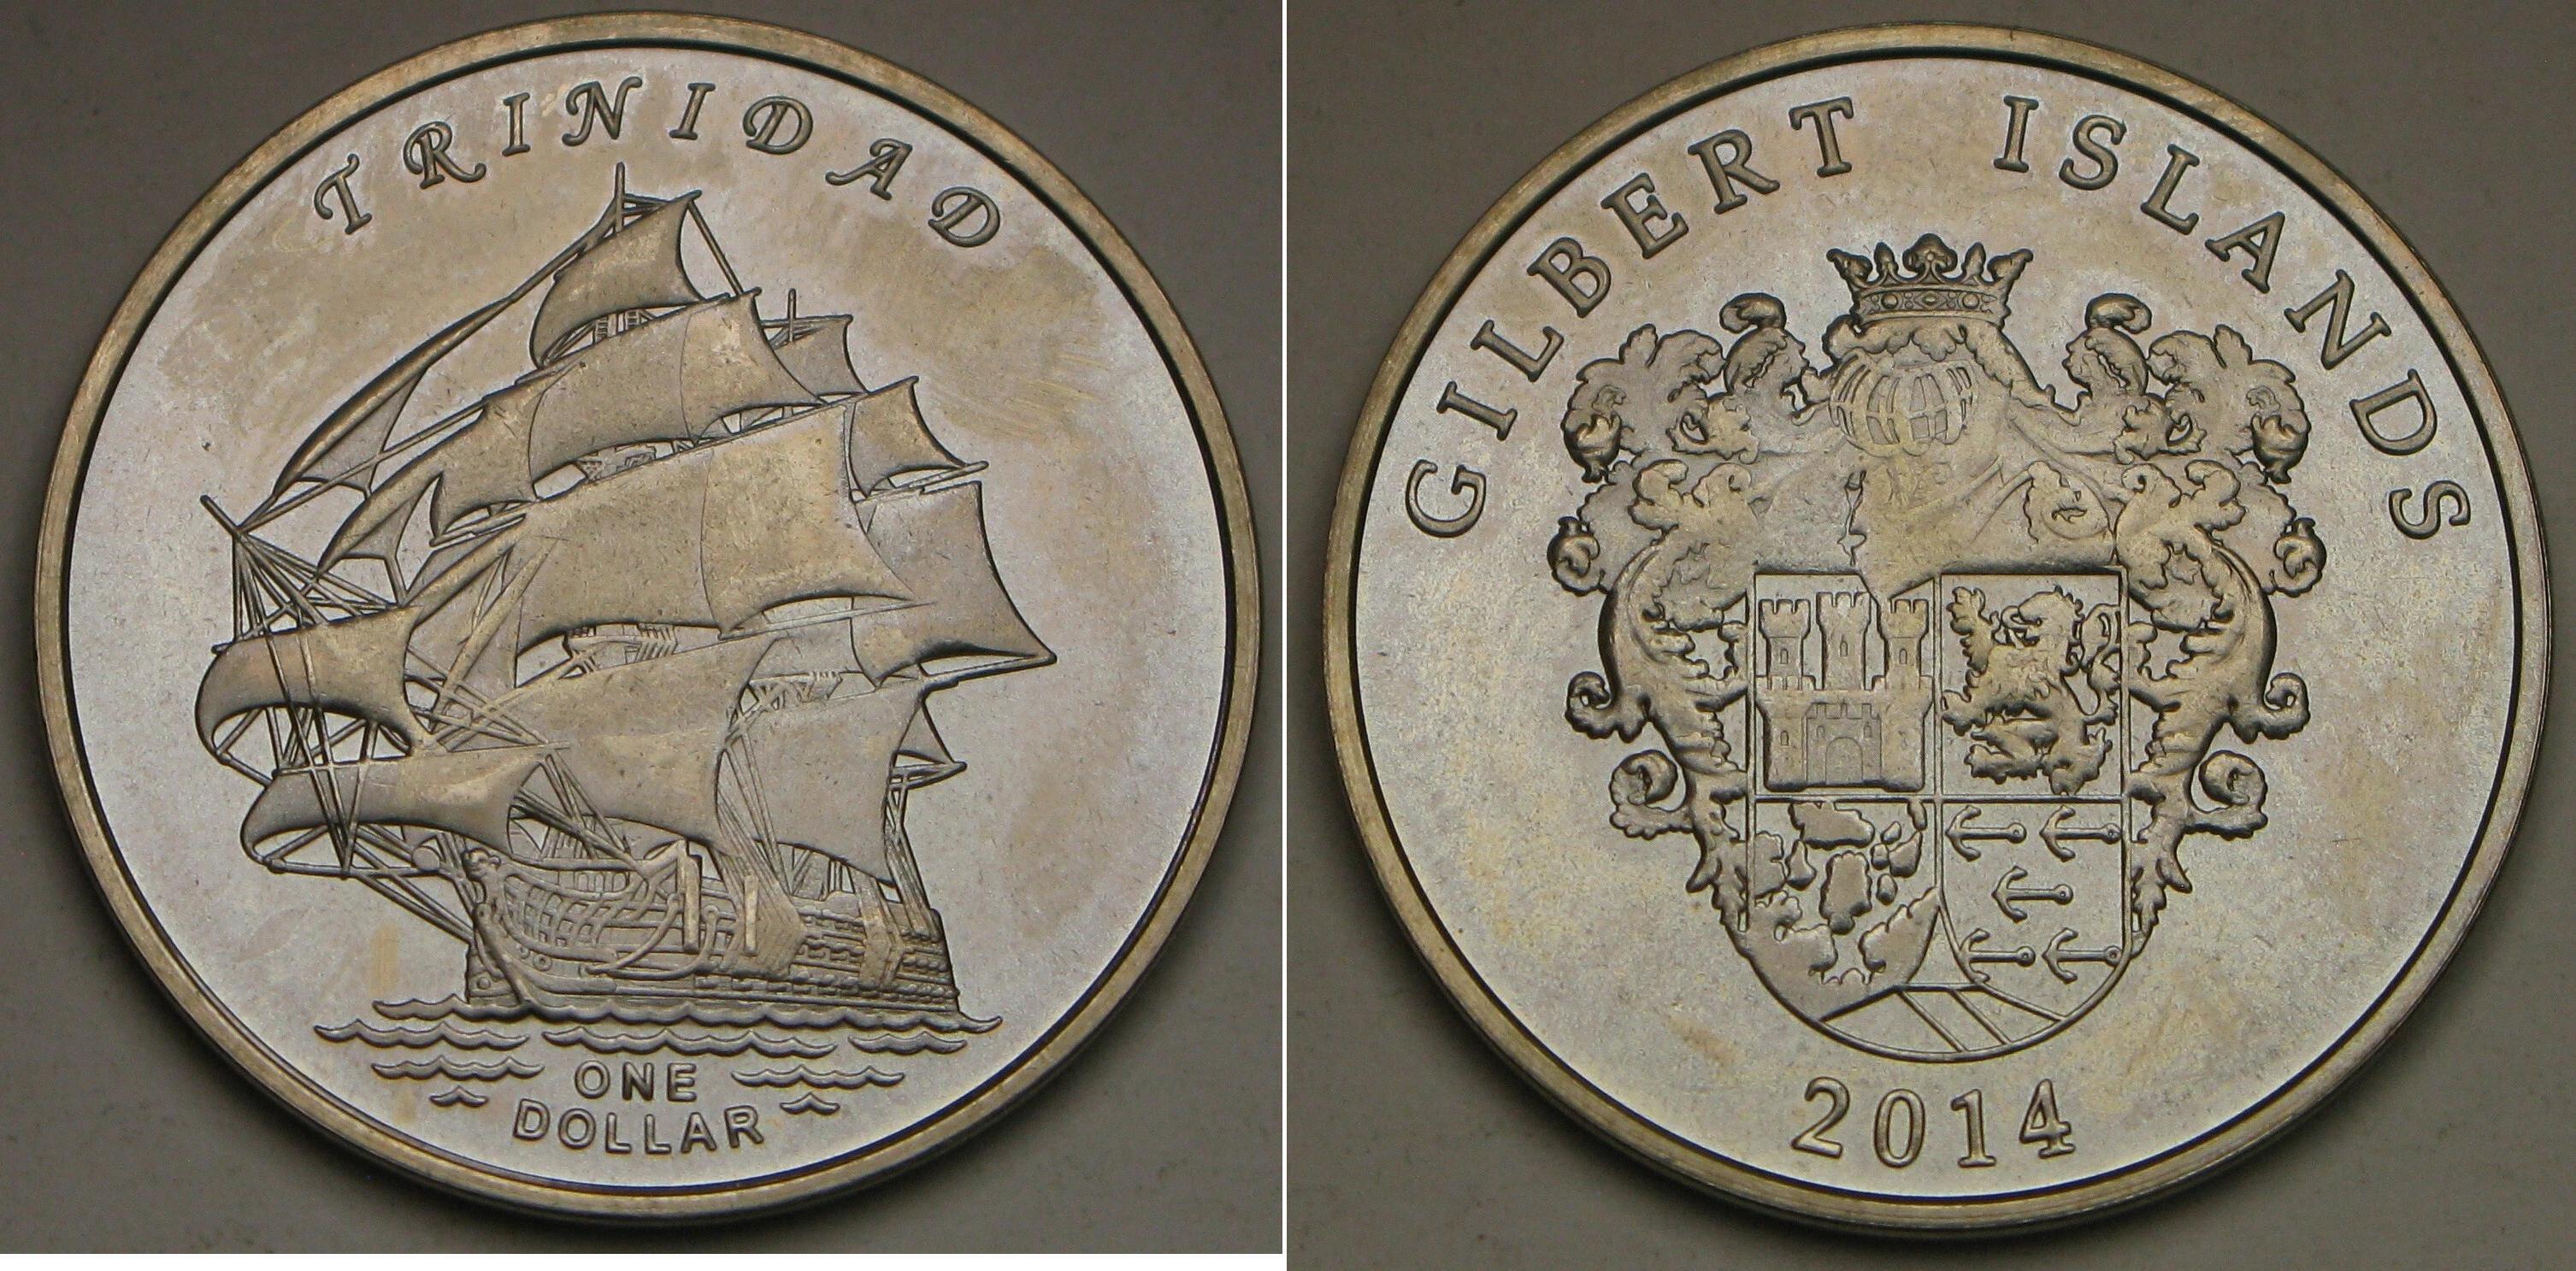 TRINIDAD
ONE
DOLLAR
GILBERT ISLANDS
2014